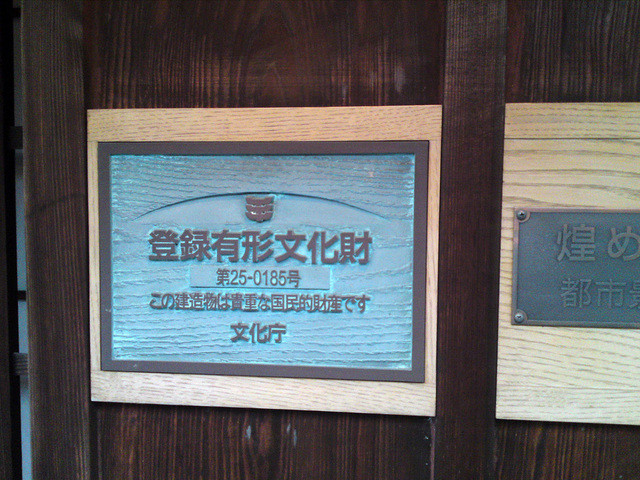 登録有形文化財
第25-0185号
この建造物は貴重な国民的財産です
文化庁
煌め
都市景